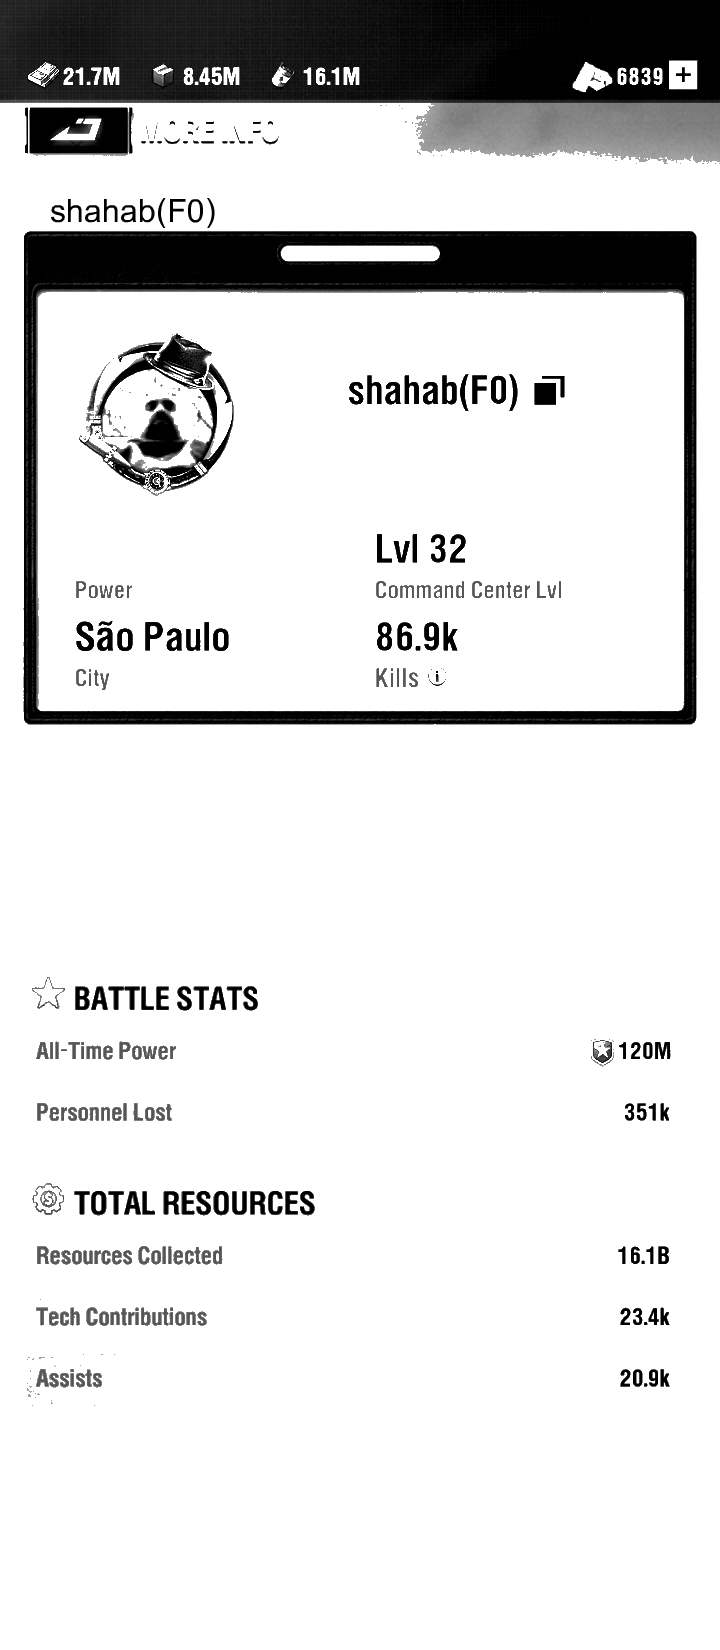 21.7M 8.45M 16.1M 6839
MORE INFO
shahab(F0)
shahab(F0)
Lvl 32
Power Command Center Lvl
São Paulo 86.9k
City Kills
BATTLE STATS
All-Time Power 120M
Personnel Lost 351k
TOTAL RESOURCES
Resources Collected 16.1B
Tech Contributions 23.4k
Assists 20.9k